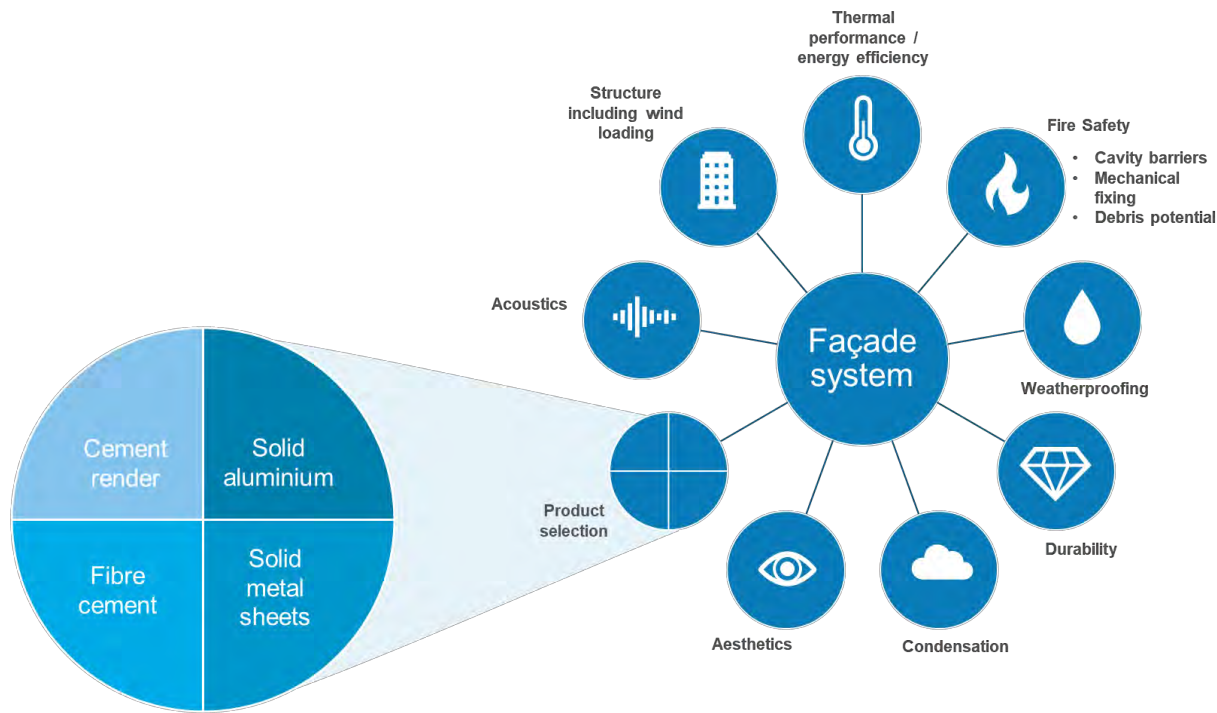 Thermal
performance /
energy efficiency
Structure
including wind
loading
Fire Safety
• Cavity barriers
• Mechanical
fixing
• Debris potential
Acoustics
Façade
system
Weatherproofing
Cement
render
Solid
aluminium
Fibre
cement
Solid
metal
sheets
Product
selection
Durability
Aesthetics
Condensation